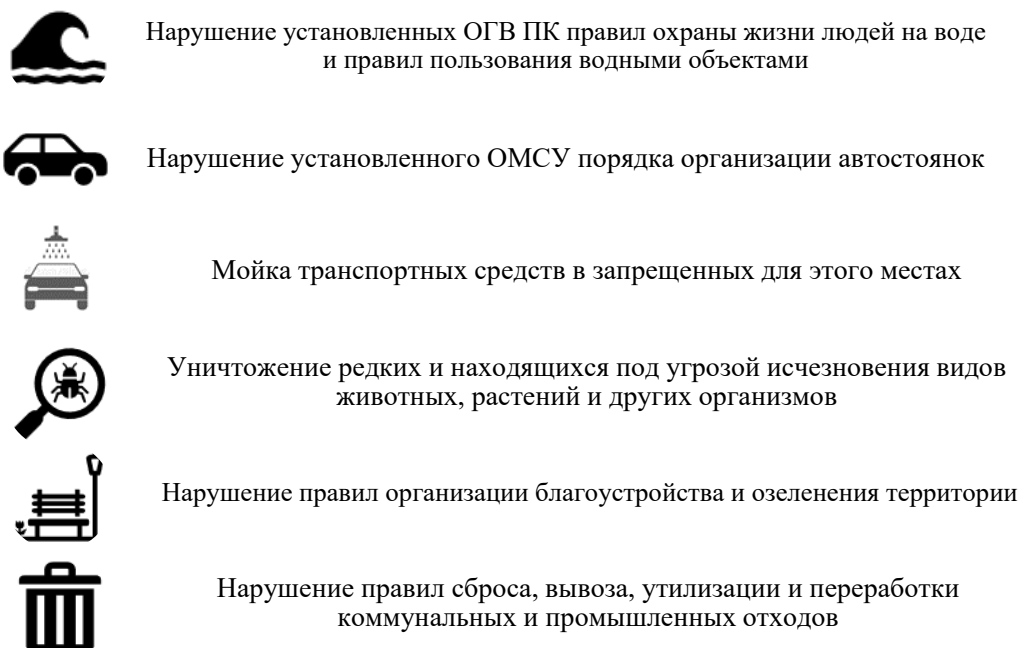 Нарушение установленных ОГВ ПК правил охраны жизни людей на воде
и правил пользования водными объектами
Нарушение установленного ОМСУ порядка организации автостоянок
Мойка транспортных средств в запрещенных для этого местах
Уничтожение редких и находящихся под угрозой исчезновения видов
животных, растений и других организмов
Нарушение правил организации благоустройства и озеленения территории
Нарушение правил сброса, вывоза, утилизации и переработки
коммунальных и промышленных отходов